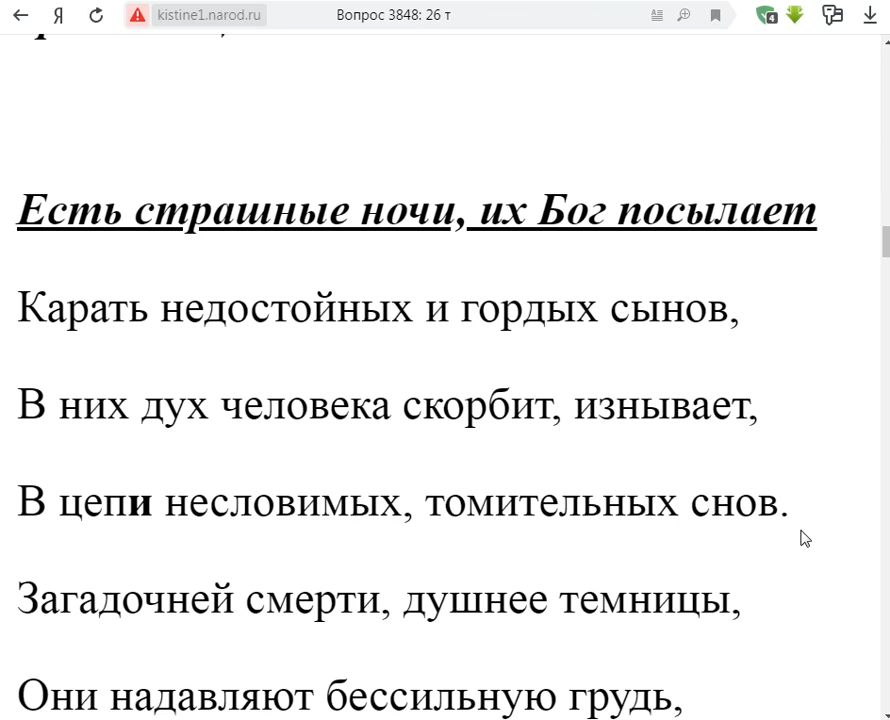 Я kistine1.narod.ru Вопрос 3848: 26 т 4
Есть страшные ночи, их Бог посылает
Карать недостойных и гордых сынов,
В них дух человека скорбит, изнывает,
В цепи несловимых, томительных снов.
Загадочней смерти, душнее темницы,
Они надавляют бессильную грудь,